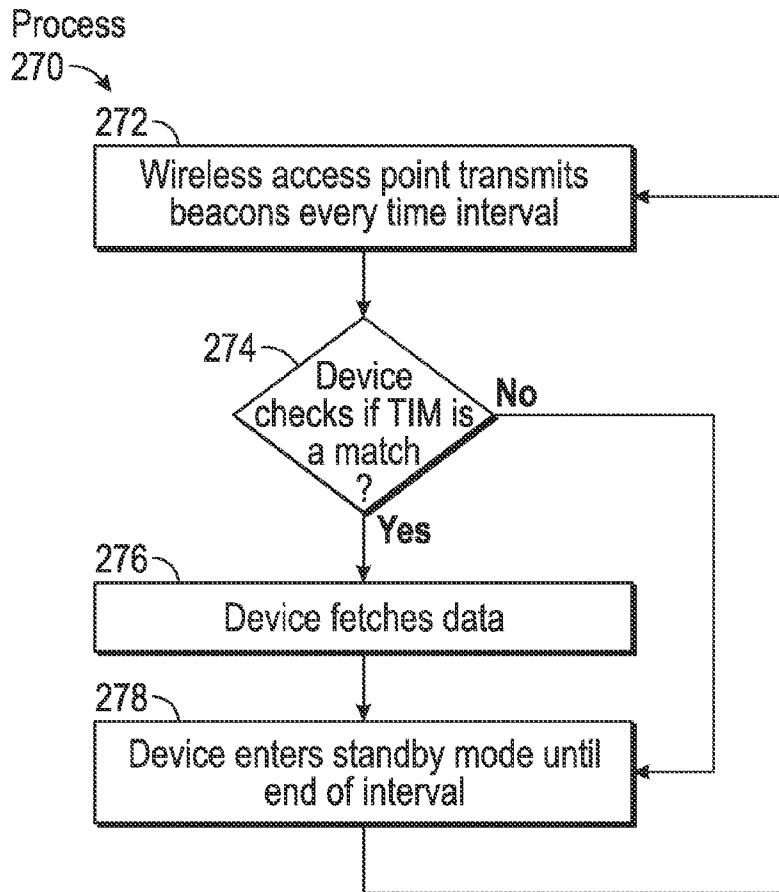 Process
270
272
Wireless access point transmits
beacons every time interval
274
Device
checks if TIM is
a match
?
No
Yes
276
Device fetches data
278
Device enters standby mode until
end of interval